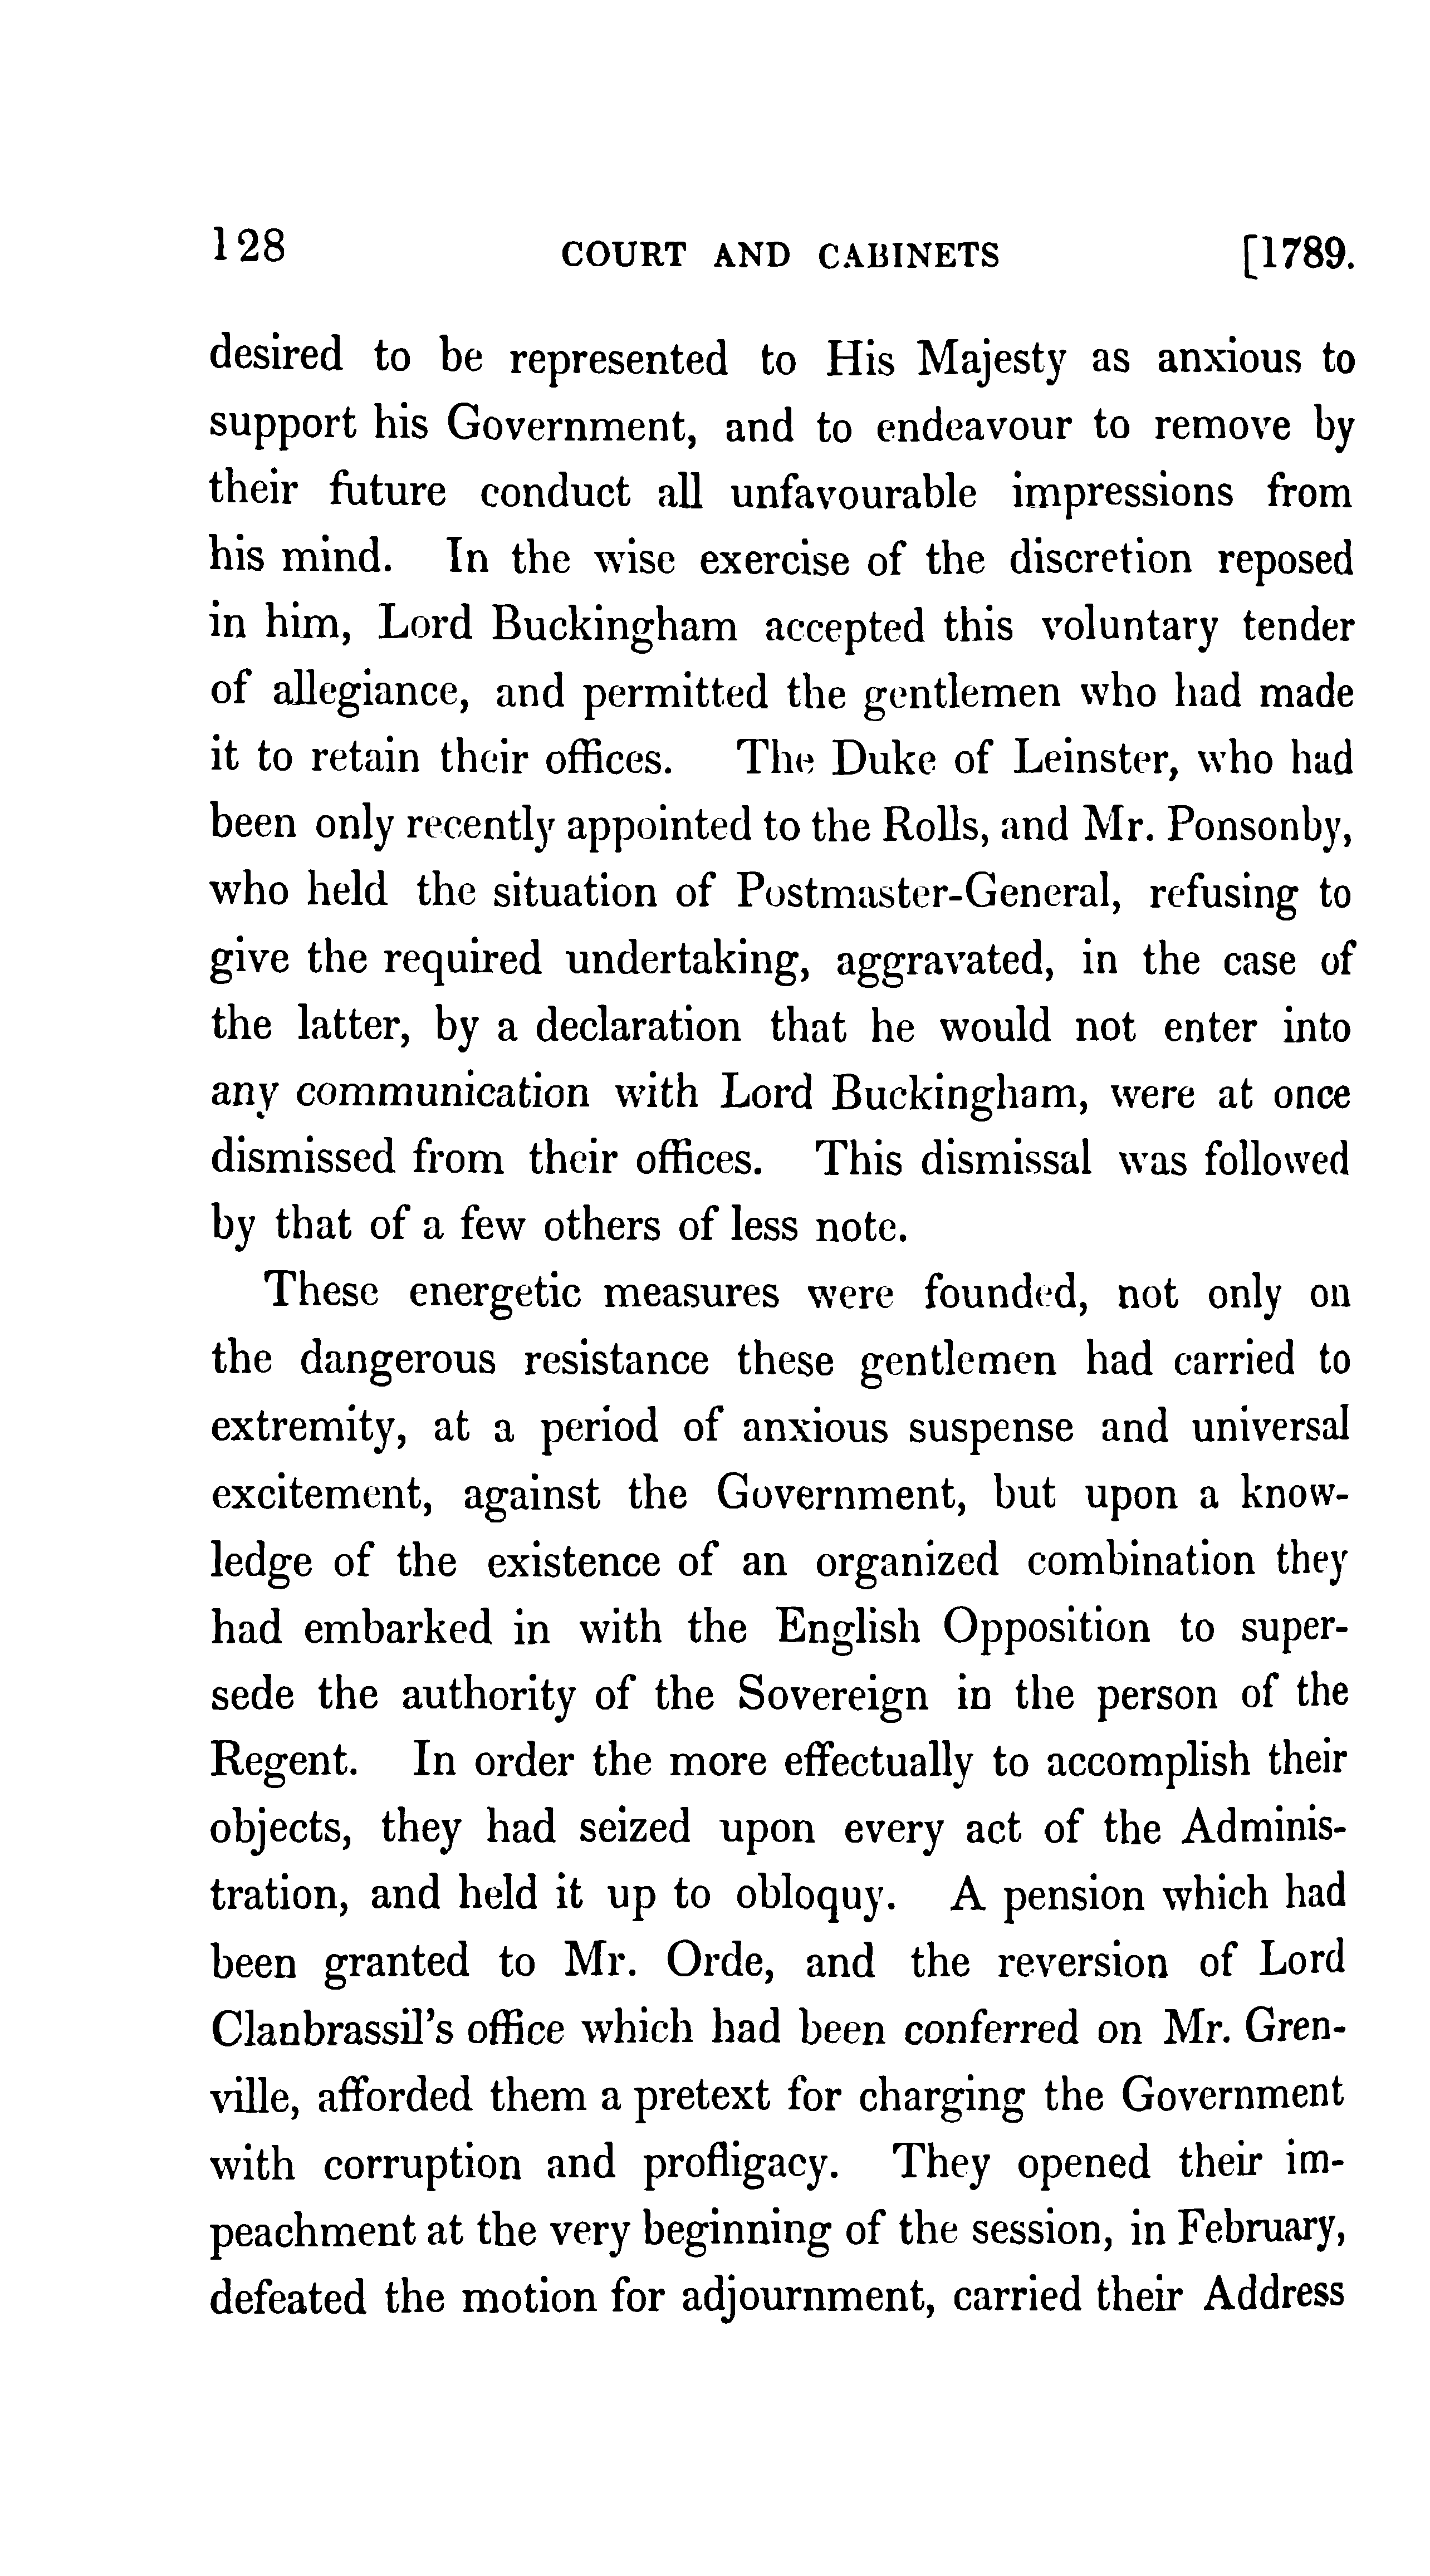 128 COURT AND CABINETS [1789.
desired to be represented to His Majesty as anxious to
support his Government, and to endeavour to remove by
their future conduct all unfavourable impressions from
his mind. In the wise exercise of the discretion reposed
in him, Lord Buckingham accepted this voluntary tender
of allegiance, and permitted the gentlemen who had made
it to retain their offices. The Duke of Leinster, who had
been only recently appointed to the Rolls, and Mr. Ponsonby,
who held the situation of Postmaster-General, refusing to
give the required undertaking, aggravated, in the case of
the latter, by a declaration that he would not enter into
any communication with Lord Buckingham, were at once
dismissed from their offices. This dismissal was followed
by that of a few others of less note.
These energetic measures were founded, not only on
the dangerous resistance these gentlemen had carried to
extremity, at a period of anxious suspense and universal
excitement, against the Government, but upon a know-
ledge of the existence of an organized combination they
had embarked in with the English Opposition to super-
sede the authority of the Sovereign in the person of the
Regent. In order the more effectually to accomplish their
objects, they had seized upon every act of the Adminis-
tration, and held it up to obloquy. A pension which had
been granted to Mr. Orde, and the reversion of Lord
Clanbrassil's office which had been conferred on Mr. Gren-
ville, afforded them a pretext for charging the Government
with corruption and profligacy. They opened their im-
peachment at the very beginning of the session, in February,
defeated the motion for adjournment, carried their Address